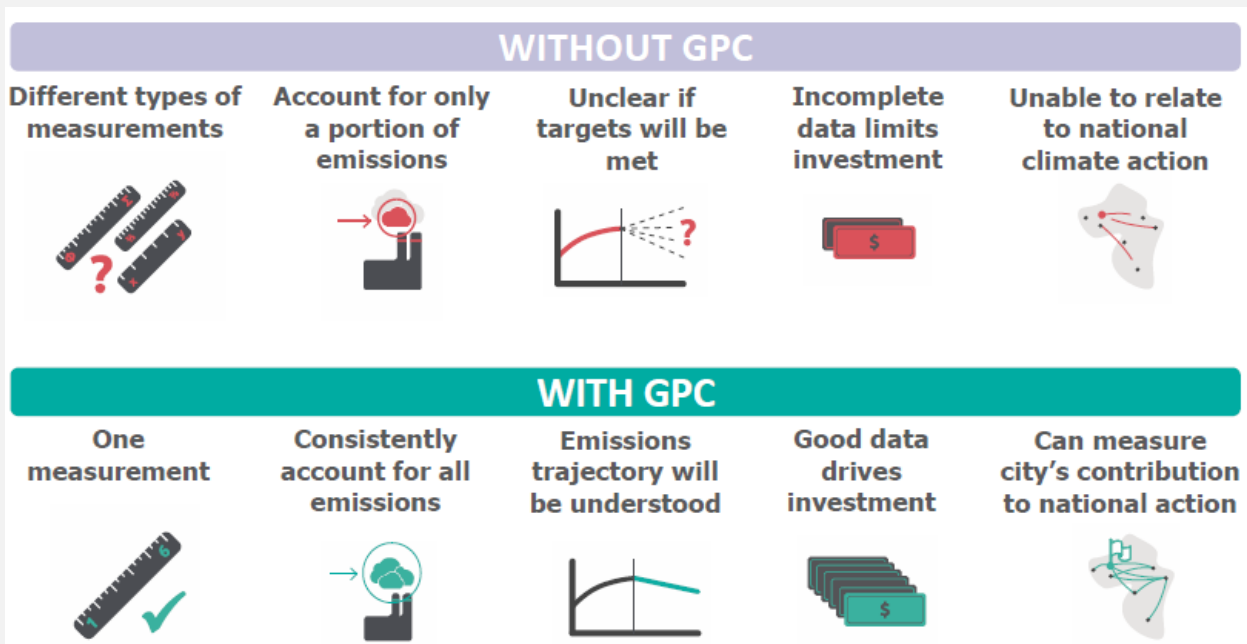 WITHOUT GPC
Different types of
measurements
Account for only
a portion of
emissions
Unclear if
targets will be
met
Incomplete
data limits
investment
Unable to relate
to national
climate action
?
?
$
WITH GPC
One
measurement
Consistently
account for all
emissions
Emissions
trajectory will
be understood
Good data
drives
investment
Can measure
city's contribution
to national action
1 6
$